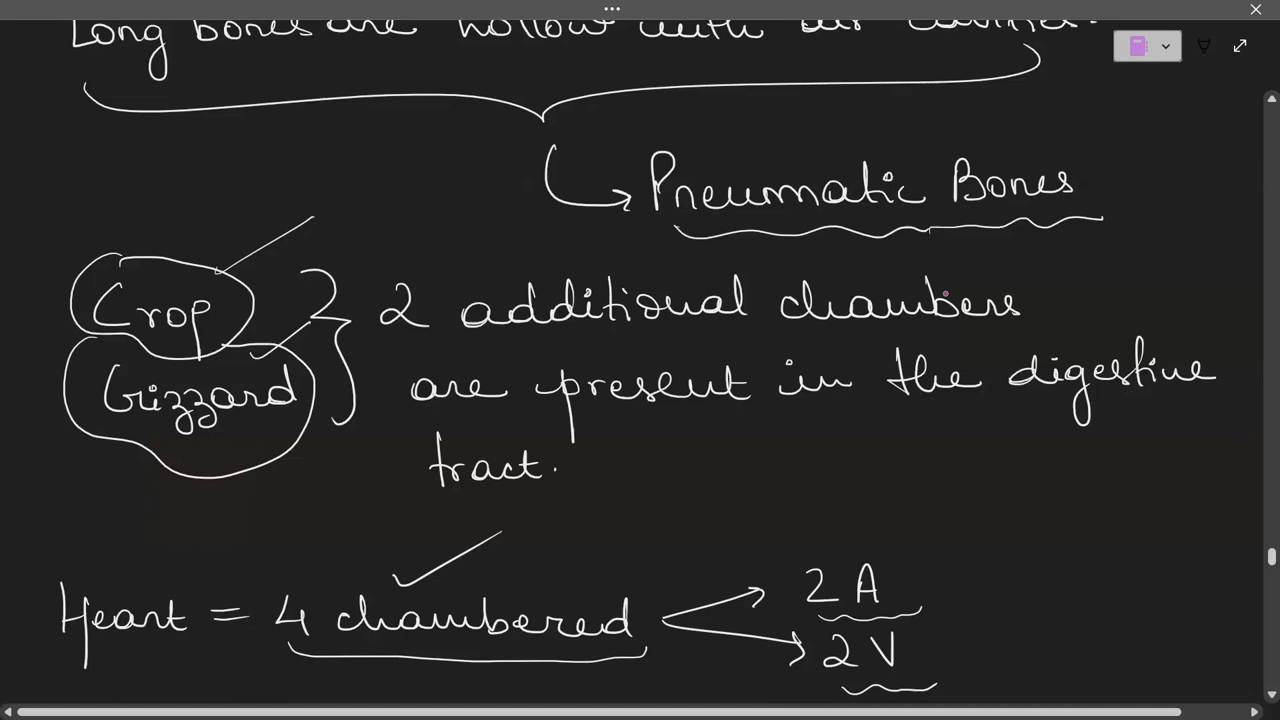 Long bones are hollow with air cavities.
Pneumatic Bones
Crop
Gizzard
2 additional chambers
are present in the digestive
tract.
Heart = 4 chambered
2 A
2 V